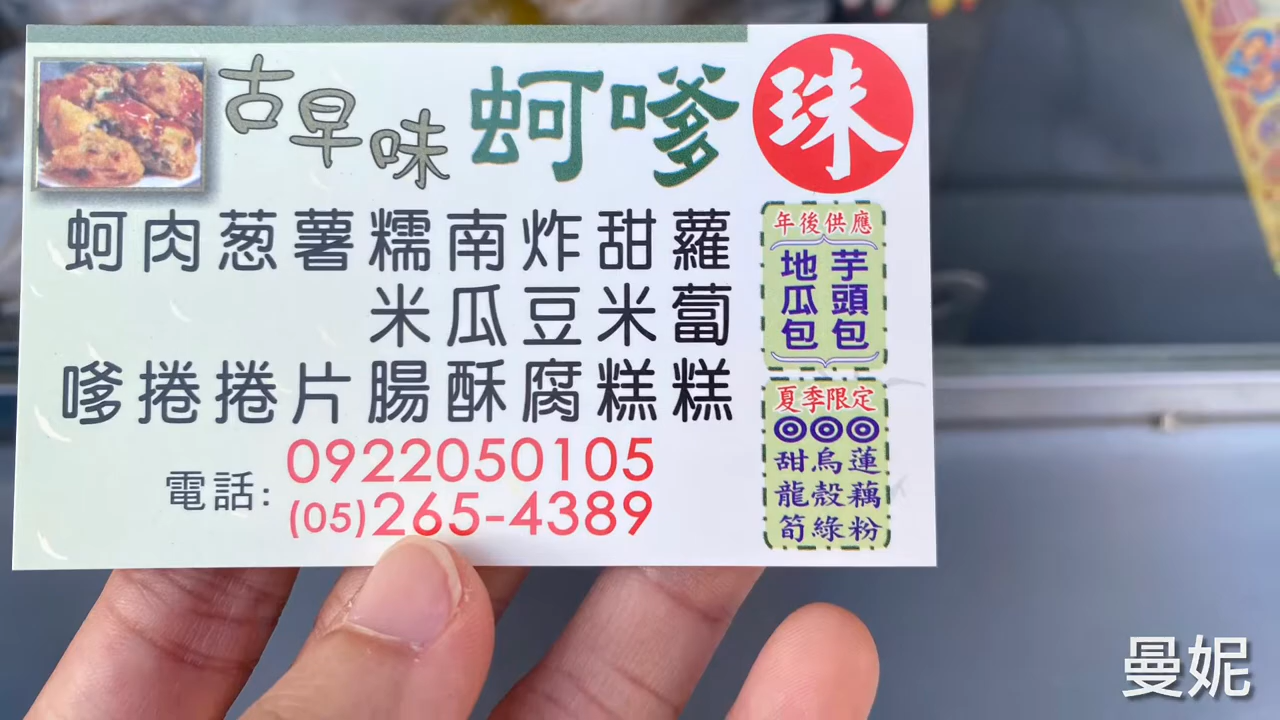 古早味 蚵嗲
珠
蘿蔔糕
甜米糕
炸豆腐
南瓜酥
糯米腸
薯片
葱捲
肉捲
蚵嗲
電話:
0922050105
(05)265-4389
年後供應
芋頭包
地瓜包
夏季限定
◎◎◎
蓮藕粉
烏殼綠
甜龍筍
曼妮